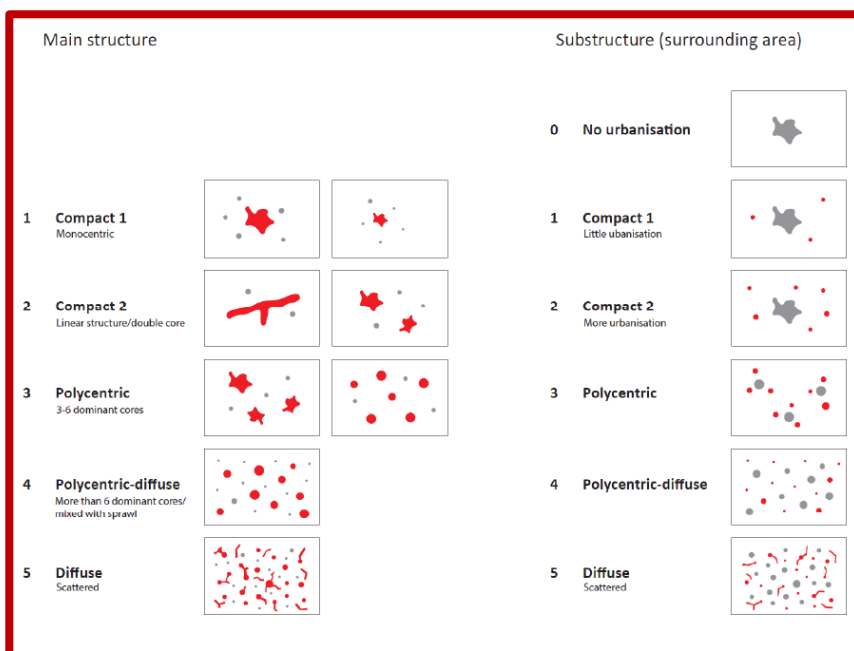 Main structure
Substructure (surrounding area)
0 No urbanisation
1 Compact 1
Monocentric
1 Compact 1
Little ubanisation
2 Compact 2
Linear structure/double core
2 Compact 2
More urbanisation
3 Polycentric
3-6 dominant cores
3 Polycentric
4 Polycentric-diffuse
More than 6 dominant cores/
mixed with sprawl
4 Polycentric-diffuse
5 Diffuse
Scattered
5 Diffuse
Scattered